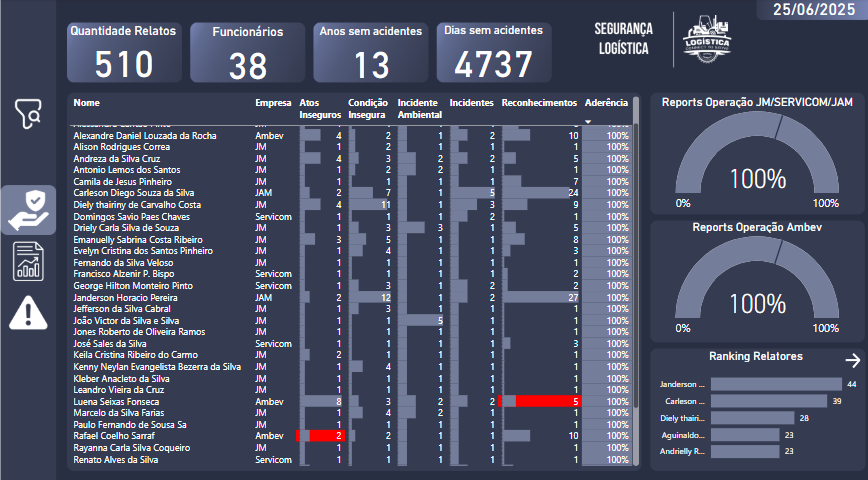 25/06/2025
Quantidade Relatos
510
Funcionários
38
Anos sem acidentes
13
Dias sem acidentes
4737
SEGURANÇA
LOGÍSTICA
LOGÍSTICA
Nome Empresa Atos Inseguros Condição Insegura Incidente Ambiental Incidentes Reconhecimentos Aderência
Alexandre Daniel Louzada da Rocha Ambev 4 2 1 2 10 100%
Alison Rodrigues Correa JM 1 2 1 1 1 100%
Andreza da Silva Cruz JM 4 3 2 2 5 100%
Antonio Lemos dos Santos JM 1 2 2 1 1 100%
Camila de Jesus Pinheiro JM 1 1 1 1 7 100%
Carleson Diego Souza da Silva JAM 2 7 1 5 24 100%
Diely thairiny de Carvalho Costa JM 4 11 1 3 9 100%
Domingos Savio Paes Chaves Servicom 1 1 1 2 1 100%
Driely Carla Silva de Souza JM 1 3 3 1 5 100%
Emanuelly Sabrina Costa Ribeiro JM 3 5 1 1 8 100%
Evelyn Cristina dos Santos Pinheiro JM 1 4 1 1 3 100%
Fernando da Silva Veloso JM 1 1 1 1 1 100%
Francisco Alzenir P. Bispo Servicom 1 1 1 1 2 100%
George Hilton Monteiro Pinto Servicom 1 3 1 2 2 100%
Janderson Horacio Pereira JAM 2 12 1 1 27 100%
Jefferson da Silva Cabral JM 1 3 1 1 1 100%
João Victor da Silva e Silva JM 1 1 5 1 1 100%
Jones Roberto de Oliveira Ramos JM 1 1 1 1 1 100%
José Sales da Silva Servicom 1 1 1 1 3 100%
Keila Cristina Ribeiro do Carmo JM 2 1 1 1 1 100%
Kenny Neylan Evangelista Bezerra da Silva JM 1 4 1 1 1 100%
Kleber Anacleto da Silva JM 1 1 1 1 1 100%
Leandro Vieira da Cruz JM 1 1 1 1 1 100%
Luena Seixas Fonseca Ambev 8 3 2 2 5 100%
Marcelo da Silva Farias JM 1 4 2 1 1 100%
Paulo Fernando de Sousa Sa JM 1 1 1 1 1 100%
Rafael Coelho Sarraf Ambev 2 2 1 1 10 100%
Rayanna Carla Silva Coqueiro JM 1 1 1 1 1 100%
Renato Alves da Silva Servicom 1 1 1 1 1 100%
Reports Operação JM/SERVICOM/JAM
100%
0% 100%
Reports Operação Ambev
100%
0% 100%
Ranking Relatores
Janderson ... 44
Carleson ... 39
Diely thairi... 28
Aguinaldo... 23
Andrielly R... 23